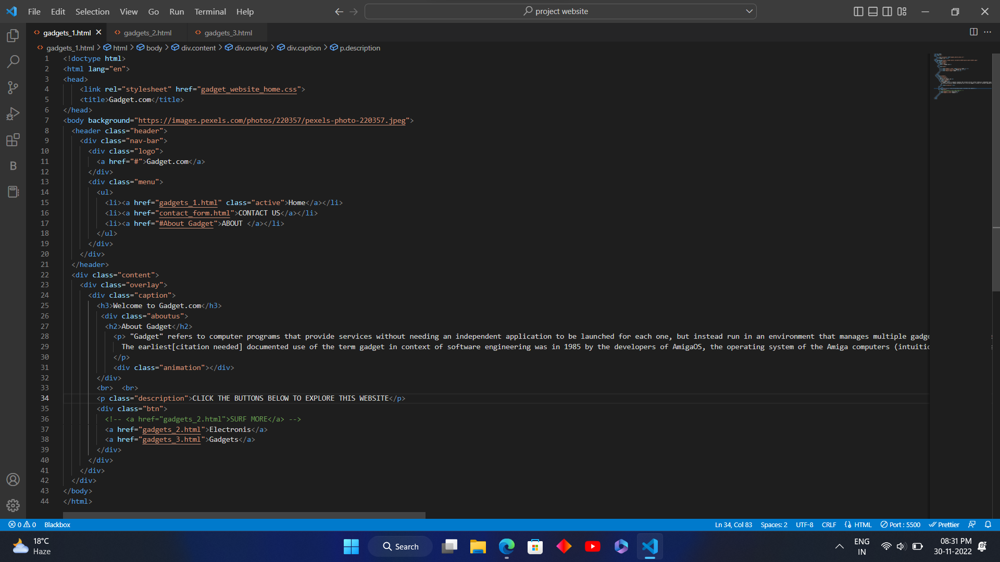 File Edit Selection View Go Run Terminal Help
project website
gadgets_1.html gadgets_2.html gadgets_3.html
gadgets_1.html > html > body > div.content > div.overlay > div.caption > p.description
1 <!doctype html>
2 <html lang="en">
3 <head>
4 <link rel="stylesheet" href="gadget_website_home.css">
5 <title>Gadget.com</title>
6 </head>
7 <body background="https://images.pexels.com/photos/220357/pexels-photo-220357.jpeg">
8 <header class="header">
9 <div class="nav-bar">
10 <div class="logo">
11 <a href="#">Gadget.com</a>
12 </div>
13 <div class="menu">
14 <ul>
15 <li><a href="gadgets_1.html" class="active">Home</a></li>
16 <li><a href="contact_form.html">CONTACT US</a></li>
17 <li><a href="#About Gadget">ABOUT </a></li>
18 </ul>
19 </div>
20 </div>
21 </header>
22 <div class="content">
23 <div class="overlay">
24 <div class="caption">
25 <h3>Welcome to Gadget.com</h3>
26 <div class="aboutus">
27 <h2>About Gadget</h2>
28 <p> "Gadget" refers to computer programs that provide services without needing an independent application to be launched for each one, but instead run in an environment that manages multiple gadge
29 The earliest[citation needed] documented use of the term gadget in context of software engineering was in 1985 by the developers of AmigaOS, the operating system of the Amiga computers (intuitio
30 </p>
31 <div class="animation"></div>
32 </div>
33 <br> <br>
34 <p class="description">CLICK THE BUTTONS BELOW TO EXPLORE THIS WEBSITE</p>
35 <div class="btn">
36 <!-- <a href="gadgets_2.html">SURF MORE</a> -->
37 <a href="gadgets_2.html">Electronis</a>
38 <a href="gadgets_3.html">Gadgets</a>
39 </div>
40 </div>
41 </div>
42 </div>
43 </body>
44 </html>
0 0 Blackbox Ln 34, Col 83 Spaces: 2 UTF-8 CRLF HTML Port : 5500 Prettier
18°C
Haze
Search
ENG
IN
08:31 PM
30-11-2022